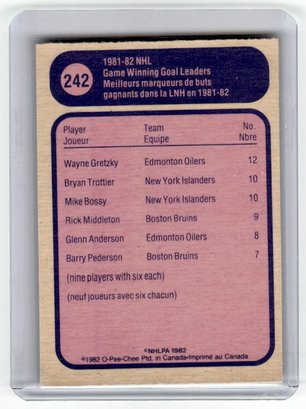 242
1981-82 NHL
Game Winning Goal Leaders
Meilleurs marqueurs de buts
gagnants dans la LNH en 1981-82
Player Team No.
Joueur Equipe Nbre
Wayne Gretzky Edmonton Oilers 12
Bryan Trottier New York Islanders 10
Mike Bossy New York Islanders 10
Rick Middleton Boston Bruins 9
Glenn Anderson Edmonton Oilers 8
Barry Pederson Boston Bruins 7
(nine players with six each)
(neuf joueurs avec six chacun)
©NHLPA 1982
©1982 O-Pee-Chee Ptd. in Canada-Imprimé au Canada